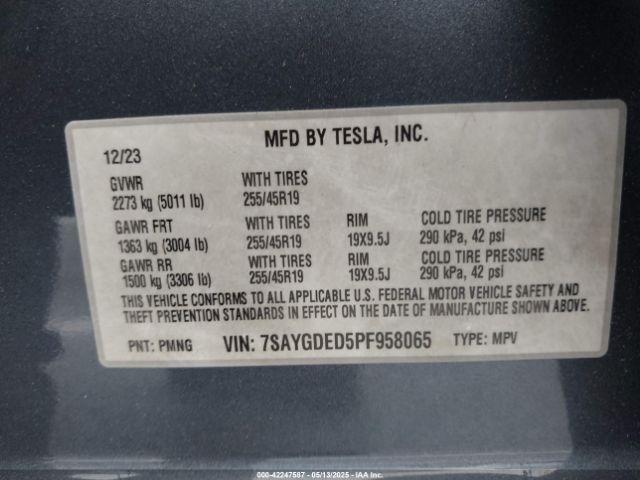 MFD BY TESLA, INC.
12/23
GVWR WITH TIRES
2273 kg (5011 lb) 255/45R19
GAWR FRT WITH TIRES RIM COLD TIRE PRESSURE
1363 kg (3004 lb) 255/45R19 19X9.5J 290 kPa, 42 psi
GAWR RR WITH TIRES RIM COLD TIRE PRESSURE
1500 kg (3306 lb) 255/45R19 19X9.5J 290 kPa, 42 psi
THIS VEHICLE CONFORMS TO ALL APPLICABLE U.S. FEDERAL MOTOR VEHICLE SAFETY AND
THEFT PREVENTION STANDARDS IN EFFECT ON THE DATE OF MANUFACTURE SHOWN ABOVE.
PNT: PMNG VIN: 7SAYGDED5PF958065 TYPE: MPV
000-42247587 - 05/13/2025 - IAAC.